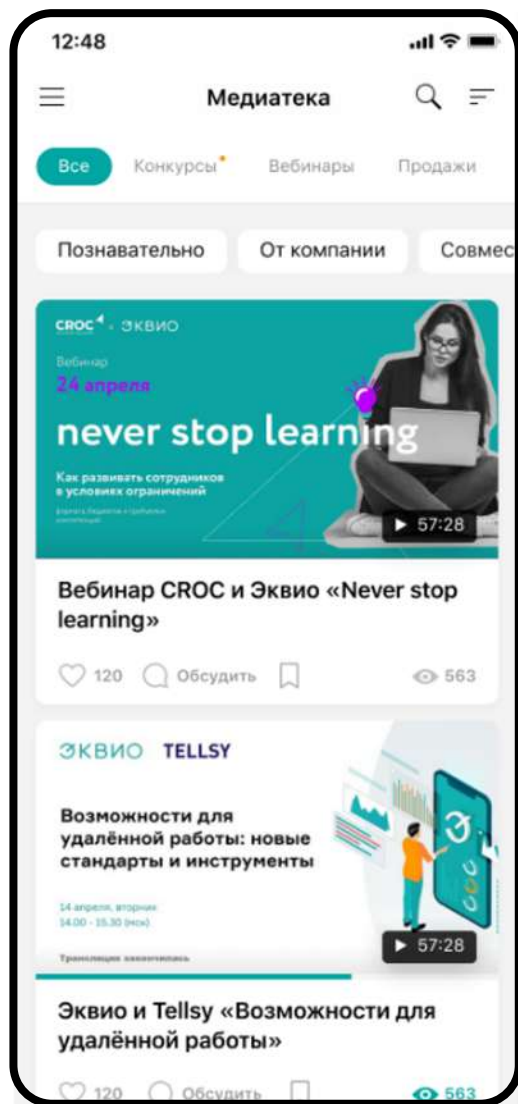 12:48
Медиатека
Все Конкурсы Вебинары Продажи
Познавательно От компании Совмес
CROC ЭКВИО
Вебинар
24 апреля
never stop learning
Как развивать сотрудников
в условиях ограничений
57:28
Вебинар CROC и Эквио «Never stop
learning»
120 Обсудить 563
ЭКВИО TELLSY
Возможности для
удалённой работы: новые
стандарты и инструменты
14 апреля, вторник
14.00 - 15.30 (мск)
Трансляция закончилась
57:28
Эквио и Tellsy «Возможности для
удалённой работы»
120 Обсудить 563